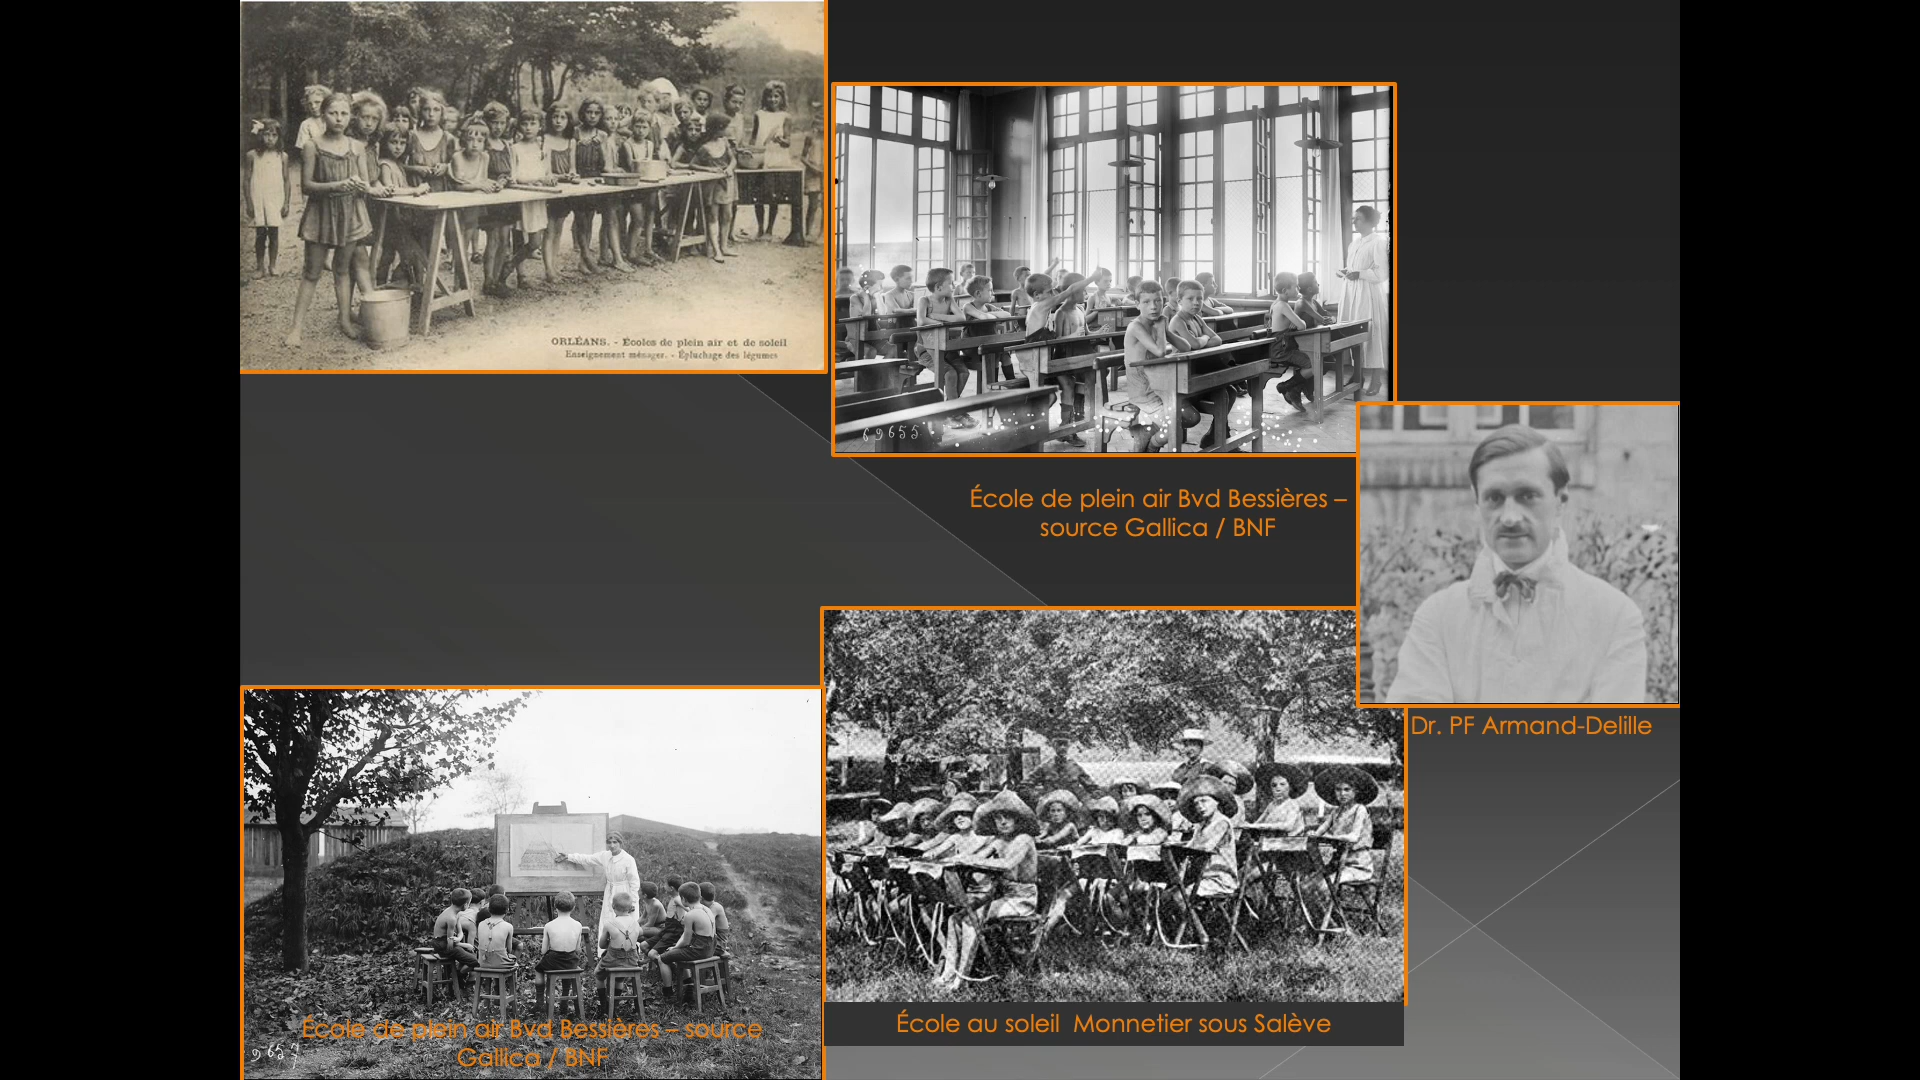 ORLÉANS. - Écoles de plein air et de soleil
Enseignement ménager. - Épluchage des légumes
69655
École de plein air Bvd Bessières –
source Gallica / BNF
Dr. PF Armand-Delille
École de plein air Bvd Bessières – source
Gallica / BNF
École au soleil  Monnetier sous Salève